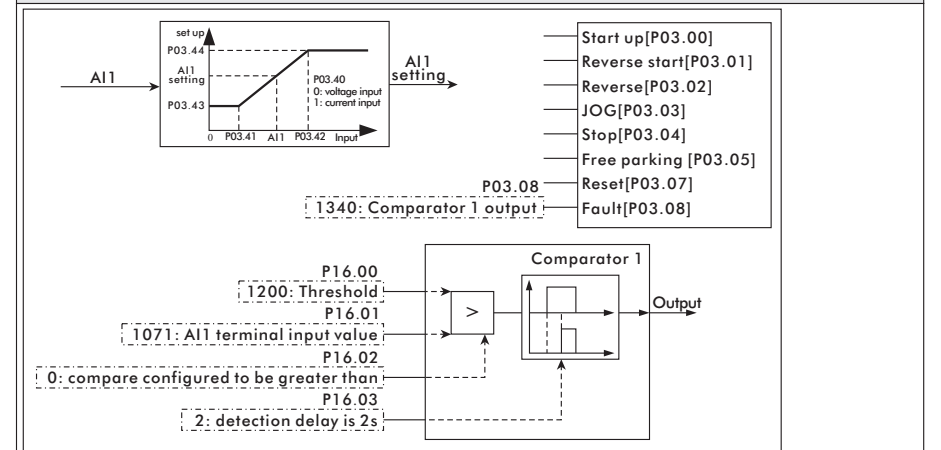 set up
P03.44
AI1
setting
P03.43
AI1
P03.40
0: voltage input
1: current input
0 P03.41 AI1 P03.42 Input
AI1
setting
Start up[P03.00]
Reverse start[P03.01]
Reverse[P03.02]
JOG[P03.03]
Stop[P03.04]
Free parking [P03.05]
Reset[P03.07]
Fault[P03.08]
P03.08
1340: Comparator 1 output
Comparator 1
P16.00
1200: Threshold
P16.01
1071: AI1 terminal input value
P16.02
0: compare configured to be greater than
P16.03
2: detection delay is 2s
>
Output